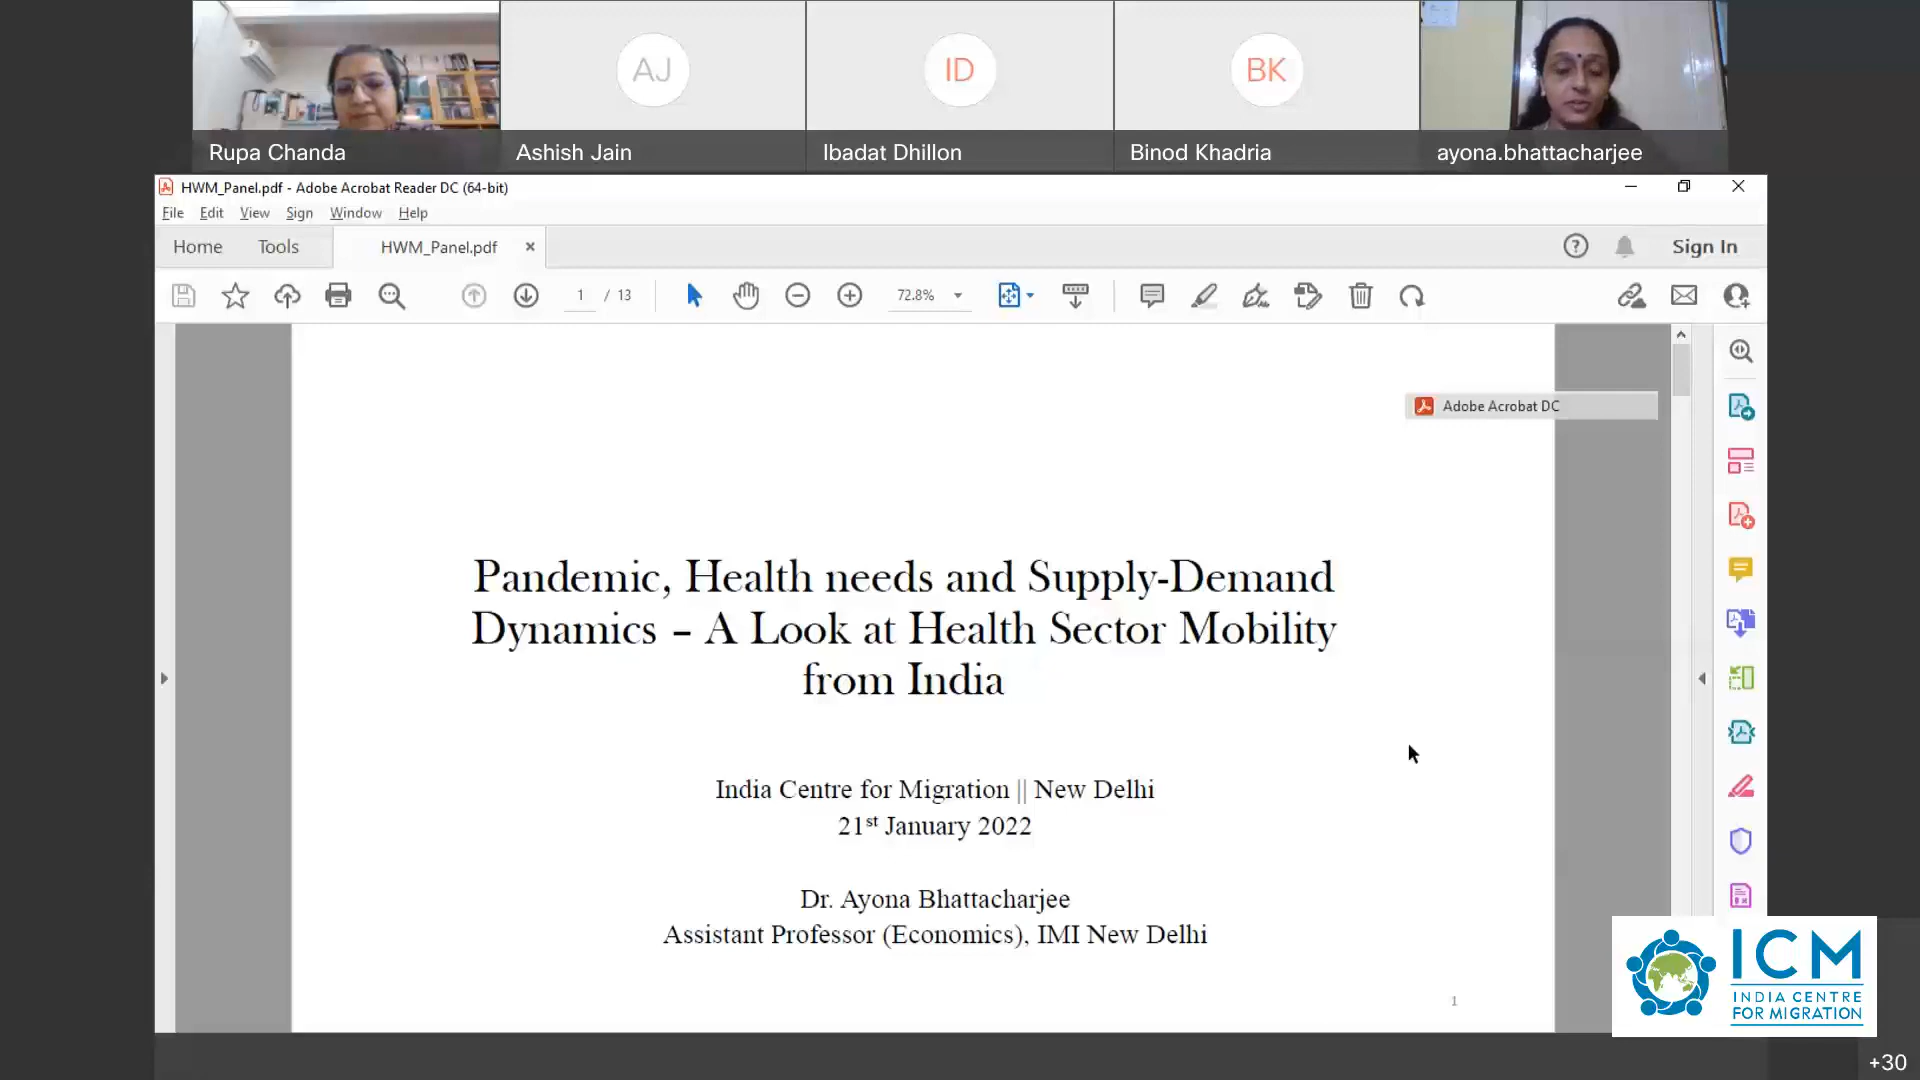 AJ
ID
BK
Rupa Chanda
Ashish Jain
Ibadat Dhillon
Binod Khadria
ayona.bhattacharjee
HWM_Panel.pdf - Adobe Acrobat Reader DC (64-bit)
File Edit View Sign Window Help
Home Tools HWM_Panel.pdf
Sign In
1 / 13
72.8%
Adobe Acrobat DC
Pandemic, Health needs and Supply-Demand
Dynamics – A Look at Health Sector Mobility
from India
India Centre for Migration || New Delhi
21st January 2022
Dr. Ayona Bhattacharjee
Assistant Professor (Economics), IMI New Delhi
1
ICM
INDIA CENTRE
FOR MIGRATION
+30